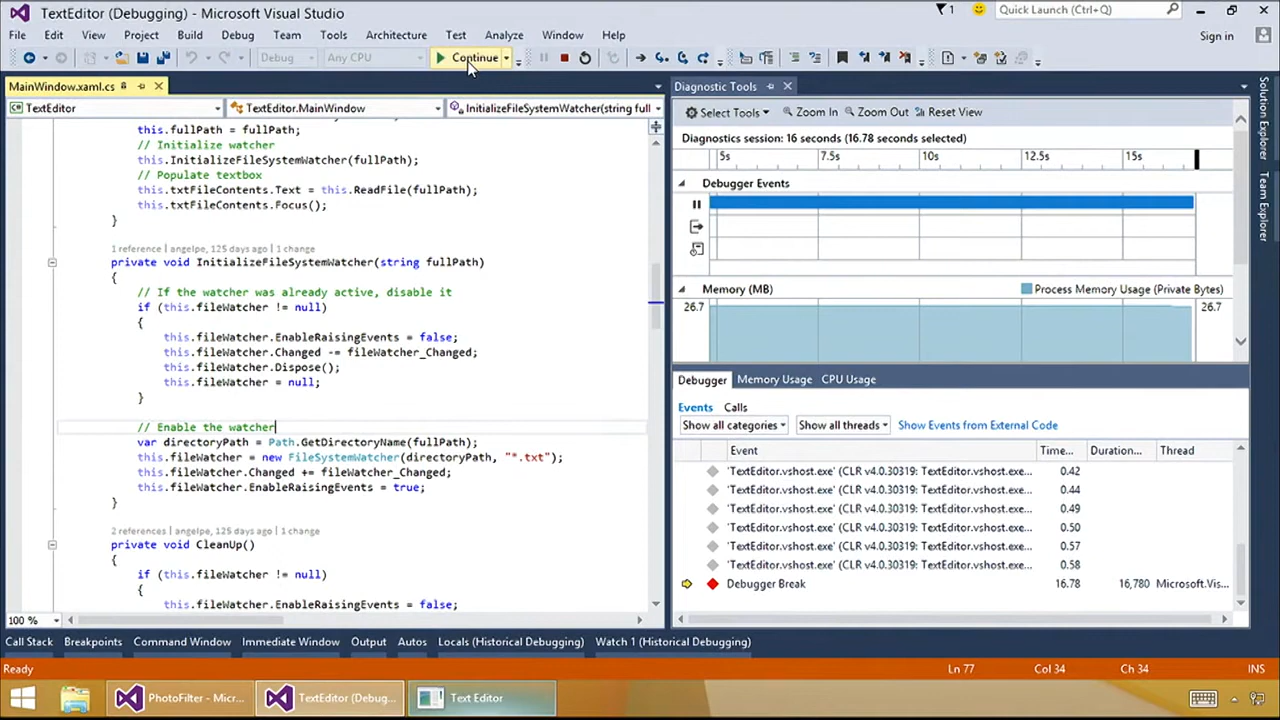 TextEditor (Debugging) - Microsoft Visual Studio
1
Quick Launch (Ctrl+Q)
File Edit View Project Build Debug Team Tools Architecture Test Analyze Window Help
Sign in
Debug Any CPU Continue
MainWindow.xaml.cs
TextEditor TextEditor.MainWindow InitializeFileSystemWatcher(string full
this.fullPath = fullPath;
// Initialize watcher
this.InitializeFileSystemWatcher(fullPath);
// Populate textbox
this.txtFileContents.Text = this.ReadFile(fullPath);
this.txtFileContents.Focus();
}
1 reference | angelpe, 125 days ago | 1 change
private void InitializeFileSystemWatcher(string fullPath)
{
// If the watcher was already active, disable it
if (this.fileWatcher != null)
{
this.fileWatcher.EnableRaisingEvents = false;
this.fileWatcher.Changed -= fileWatcher_Changed;
this.fileWatcher.Dispose();
this.fileWatcher = null;
}
// Enable the watcher
var directoryPath = Path.GetDirectoryName(fullPath);
this.fileWatcher = new FileSystemWatcher(directoryPath, "*.txt");
this.fileWatcher.Changed += fileWatcher_Changed;
this.fileWatcher.EnableRaisingEvents = true;
}
2 references | angelpe, 125 days ago | 1 change
private void CleanUp()
{
if (this.fileWatcher != null)
{
this.fileWatcher.EnableRaisingEvents = false;
100 %
Diagnostic Tools
Select Tools Zoom In Zoom Out Reset View
Diagnostics session: 16 seconds (16.78 seconds selected)
5s 7.5s 10s 12.5s 15s
Debugger Events
Memory (MB) Process Memory Usage (Private Bytes)
26.7 26.7
Debugger Memory Usage CPU Usage
Events Calls
Show all categories Show all threads Show Events from External Code
Event Time... Duration... Thread
'TextEditor.vshost.exe' (CLR v4.0.30319: TextEditor.vshost.exe... 0.42
'TextEditor.vshost.exe' (CLR v4.0.30319: TextEditor.vshost.exe... 0.44
'TextEditor.vshost.exe' (CLR v4.0.30319: TextEditor.vshost.exe... 0.49
'TextEditor.vshost.exe' (CLR v4.0.30319: TextEditor.vshost.exe... 0.50
'TextEditor.vshost.exe' (CLR v4.0.30319: TextEditor.vshost.exe... 0.57
'TextEditor.vshost.exe' (CLR v4.0.30319: TextEditor.vshost.exe... 0.58
Debugger Break 16.78 16,780 Microsoft.Vis...
Solution Explorer
Team Explorer
Call Stack Breakpoints Command Window Immediate Window Output Autos Locals (Historical Debugging) Watch 1 (Historical Debugging)
Ready Ln 77 Col 34 Ch 34 INS
PhotoFilter - Micr... TextEditor (Debug... Text Editor